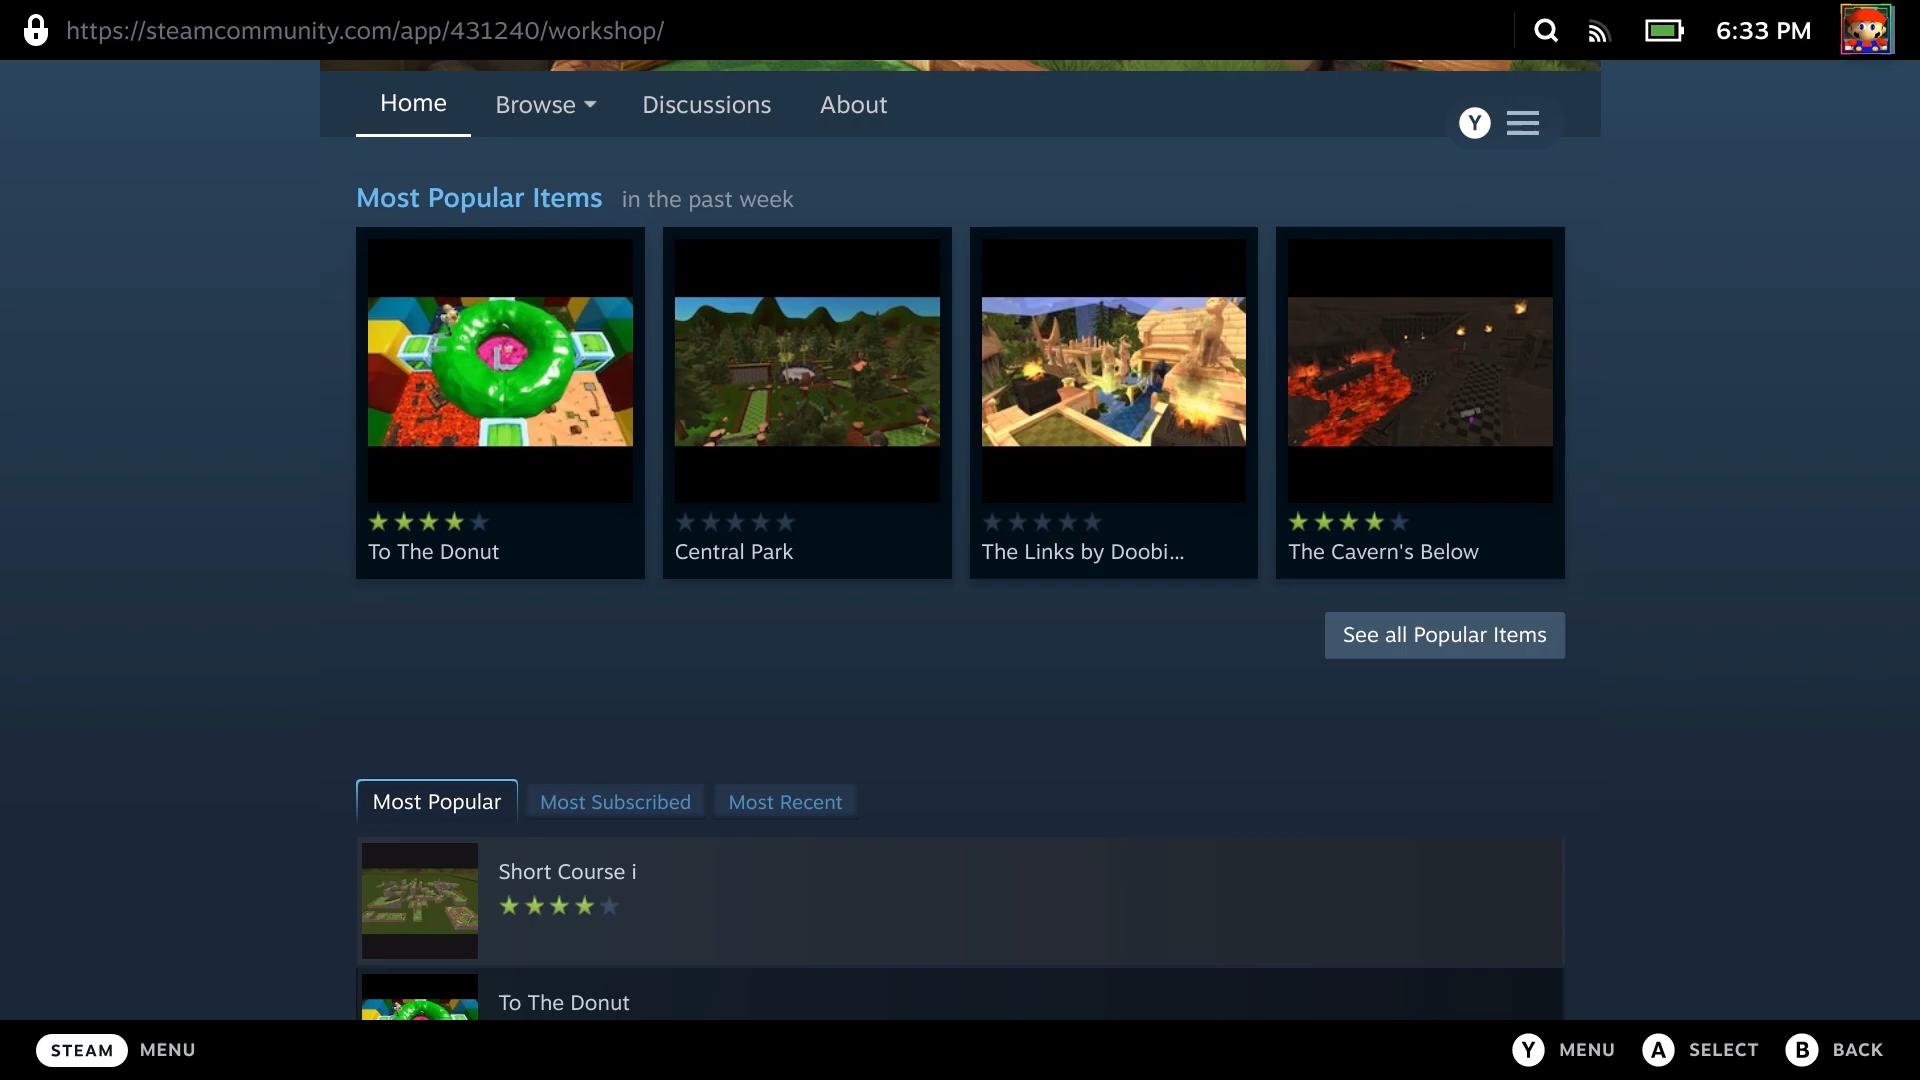 https://steamcommunity.com/app/431240/workshop/
6:33 PM
Home Browse Discussions About
Y
Most Popular Items in the past week
To The Donut
Central Park
The Links by Doobi...
The Cavern's Below
See all Popular Items
Most Popular Most Subscribed Most Recent
Short Course i
To The Donut
STEAM MENU
Y MENU A SELECT B BACK